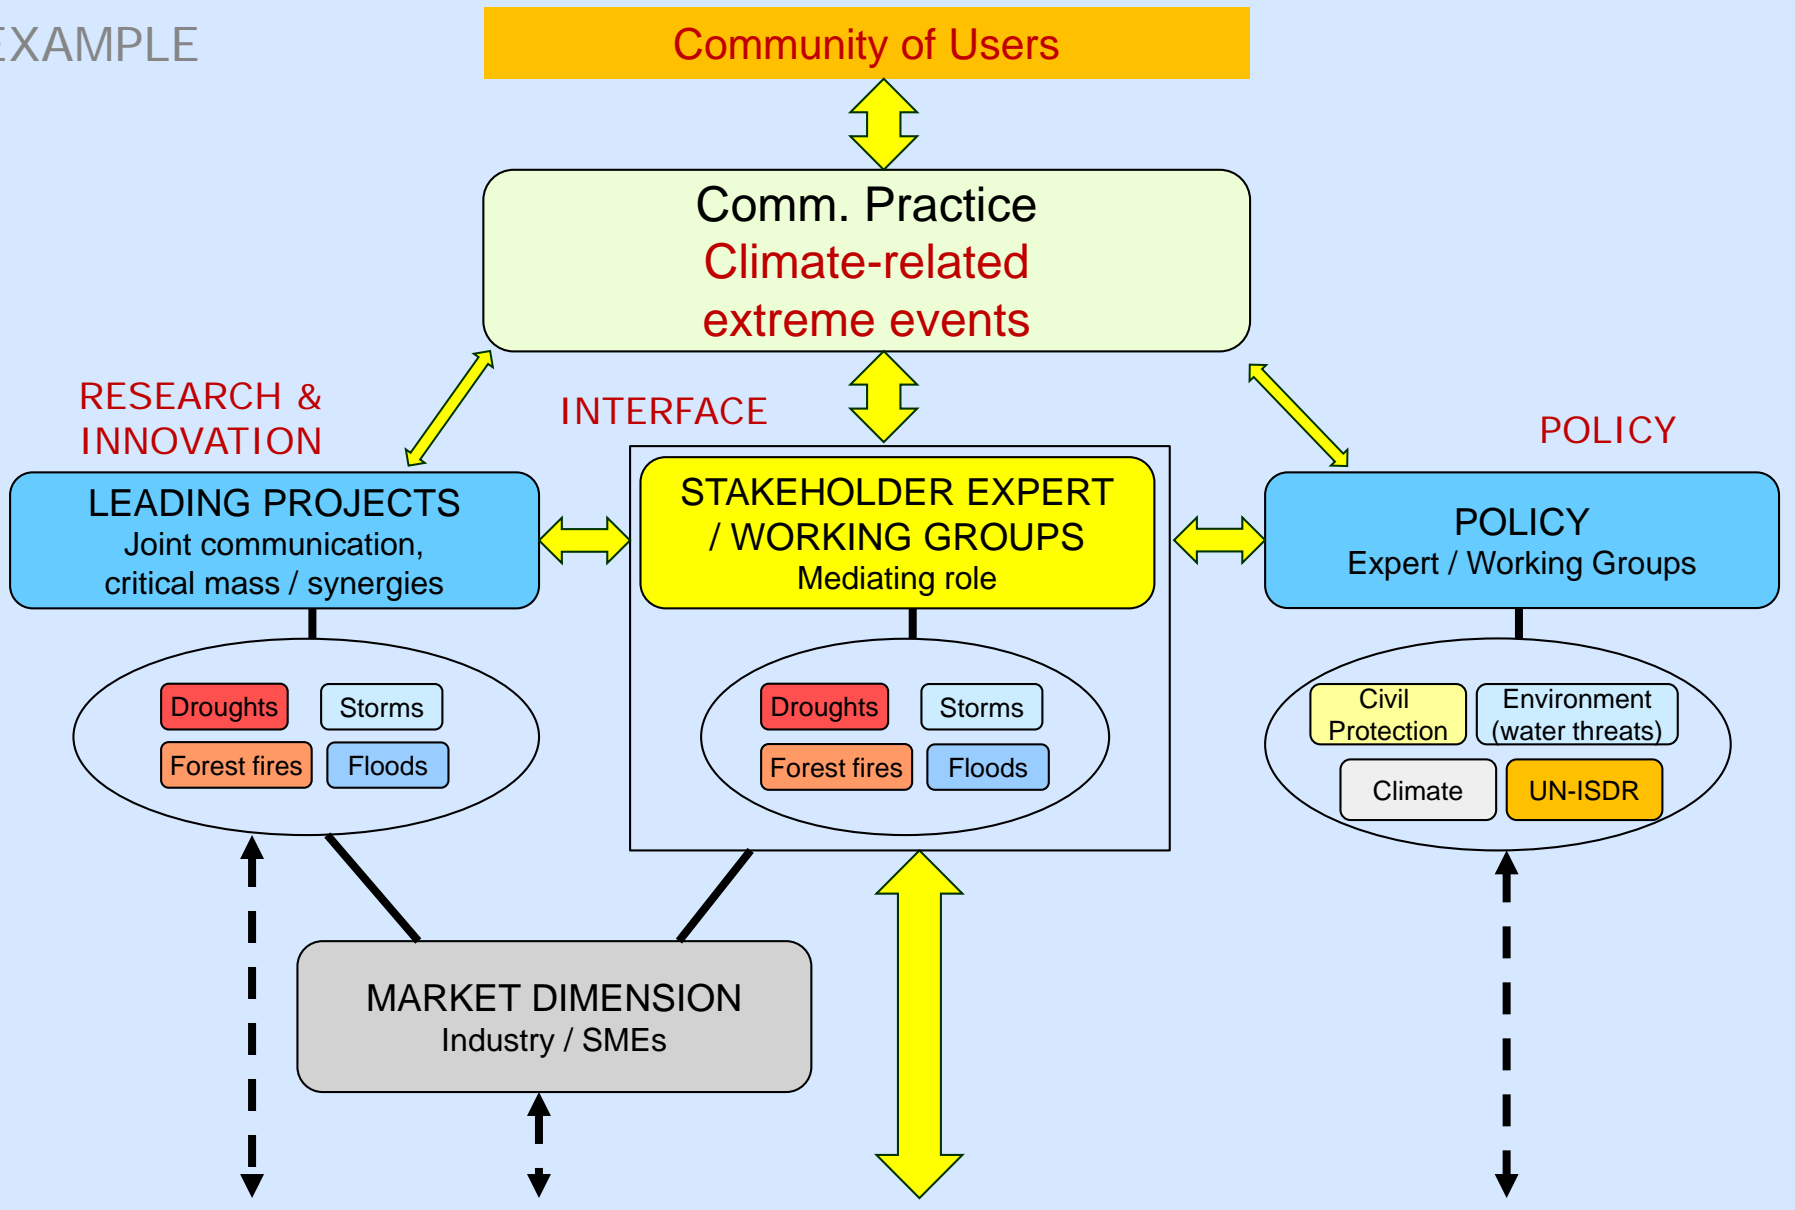 EXAMPLE
Community of Users
Comm. Practice
Climate-related
extreme events
RESEARCH &
INNOVATION
INTERFACE
POLICY
LEADING PROJECTS
Joint communication,
critical mass / synergies
STAKEHOLDER EXPERT
/ WORKING GROUPS
Mediating role
POLICY
Expert / Working Groups
Droughts
Storms
Forest fires
Floods
Droughts
Storms
Forest fires
Floods
Civil
Protection
Environment
(water threats)
Climate
UN-ISDR
MARKET DIMENSION
Industry / SMEs